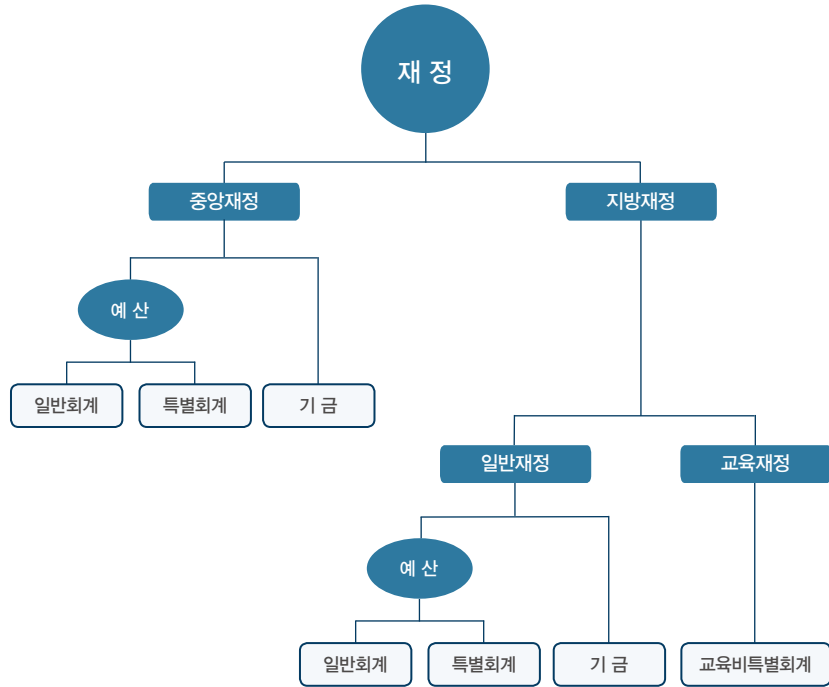 재 정
중앙재정
지방재정
예 산
일반회계
특별회계
기 금
일반재정
교육재정
예 산
일반회계
특별회계
기 금
교육비특별회계